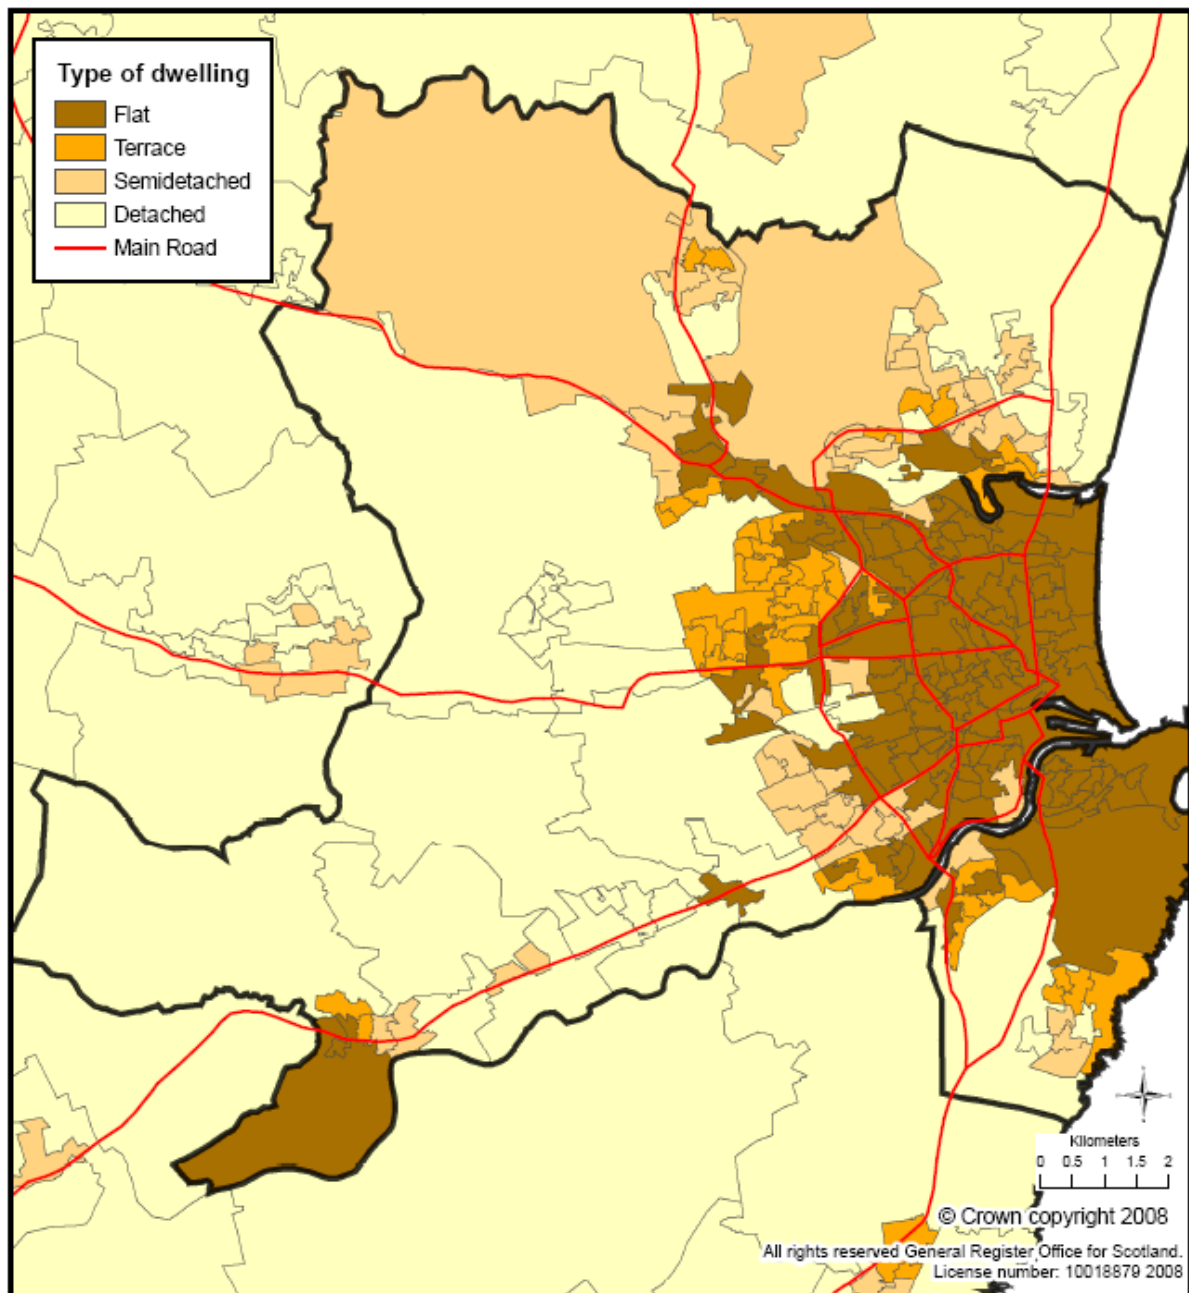 Type of dwelling
Flat
Terrace
Semidetached
Detached
Main Road
Kilometers
0 0.5 1 1.5 2
© Crown copyright 2008
All rights reserved General Register Office for Scotland.
License number: 10018879 2008